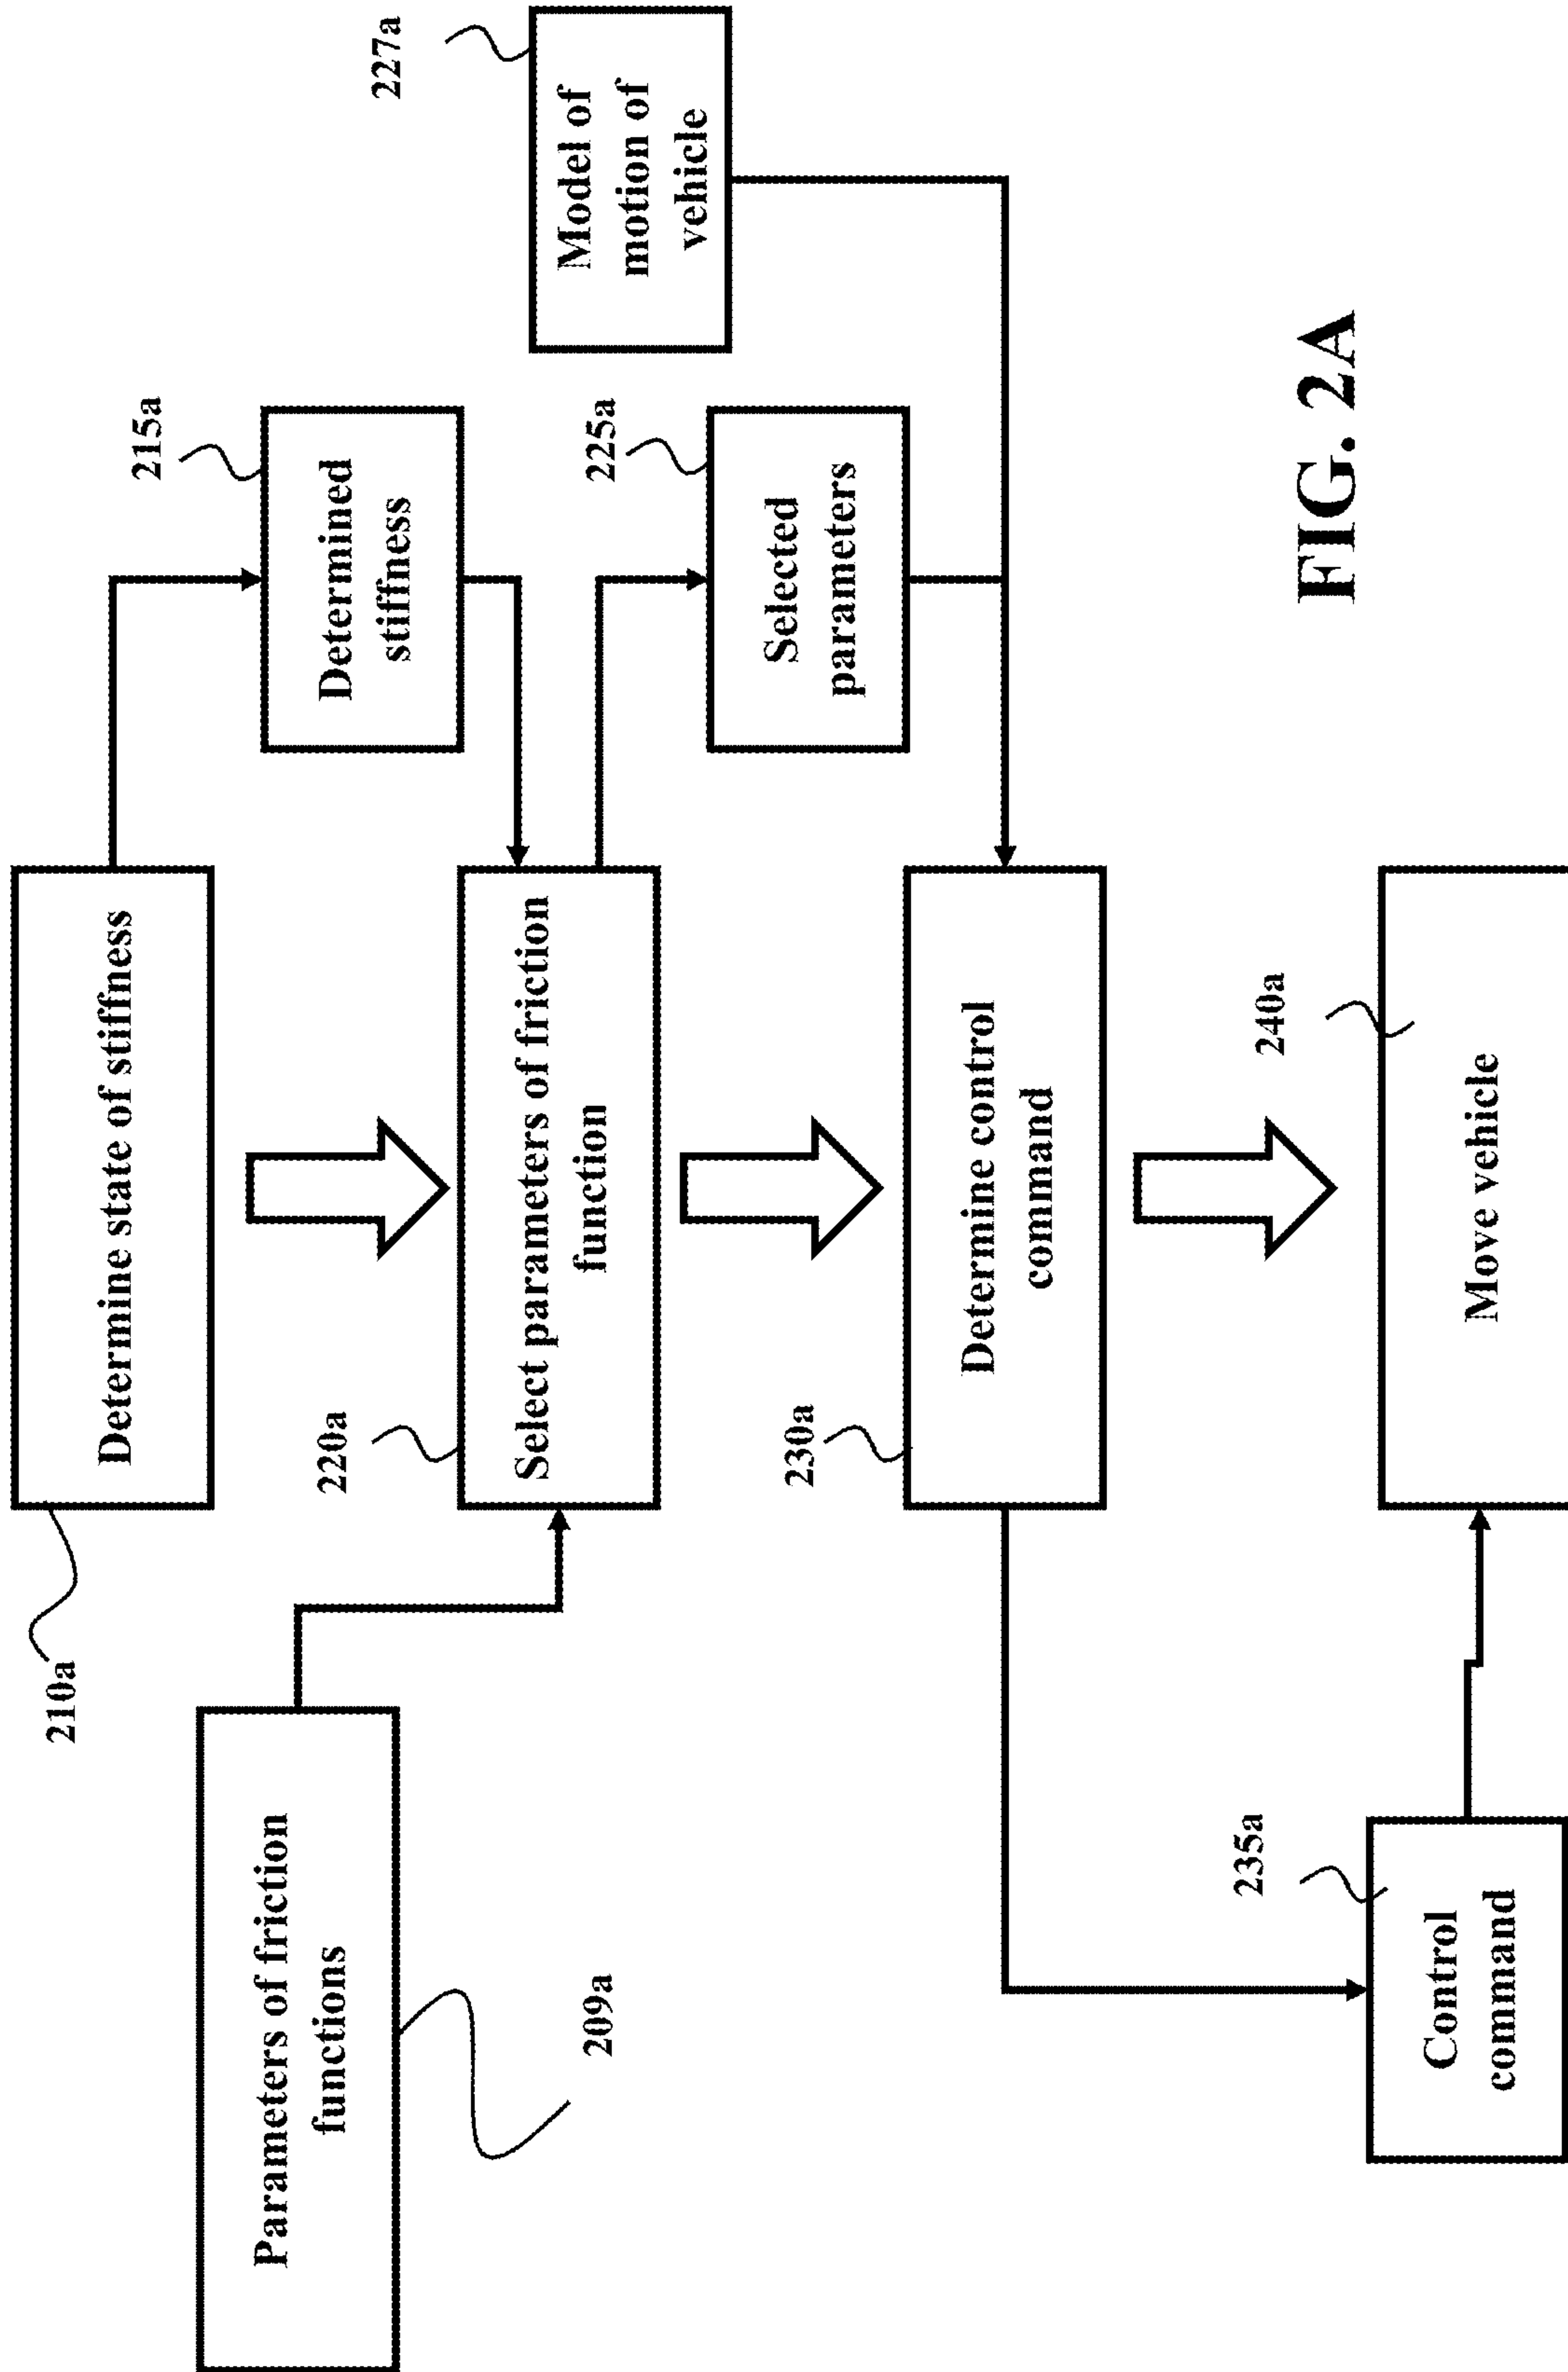 210a
Determine state of stiffness
215a
Determined
stiffness
Parameters of friction
functions
209a
220a
Select parameters of friction
function
225a
Selected
parameters
227a
Model of
motion of
vehicle
230a
Determine control
command
235a
Control
command
240a
Move vehicle
FIG. 2A